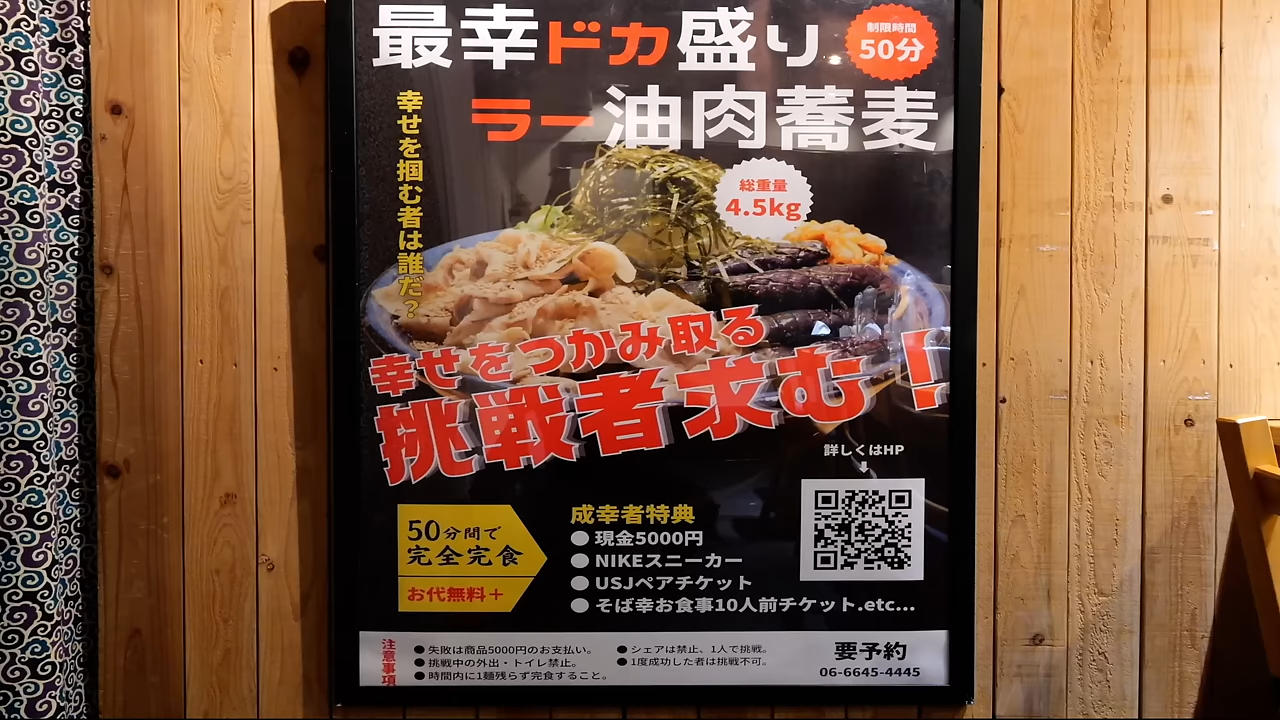 最幸ドカ盛り
制限時間
50分
ラー油肉蕎麦
幸せを掴む者は誰だ？
総重量
4.5kg
幸せをつかみ取る
挑戦者求む！
詳しくはHP
50分間で
完全完食
お代無料＋
成幸者特典
●現金5000円
●NIKEスニーカー
●USJペアチケット
●そば幸お食事10人前チケット.etc...
注意事項
●失敗は商品5000円のお支払い。
●挑戦中の外出・トイレ禁止。
●時間内に1麺残らず完食すること。
●シェアは禁止、1人で挑戦。
●1度成功した者は挑戦不可。
要予約
06-6645-4445